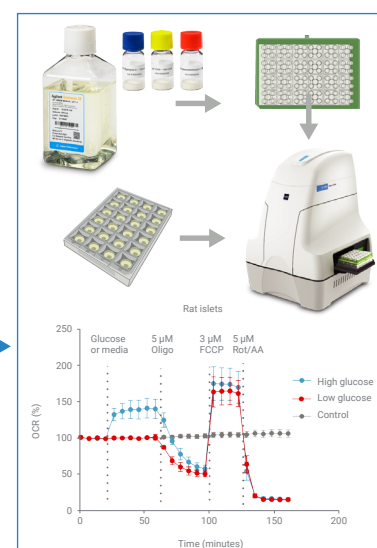 Agilent
Rat islets
Glucose
or media
5 µM
Oligo
3 µM
FCCP
5 µM
Rot/AA
250
200
150
100
50
0
OCR (%)
0
50
100
150
200
Time (minutes)
High glucose
Low glucose
Control